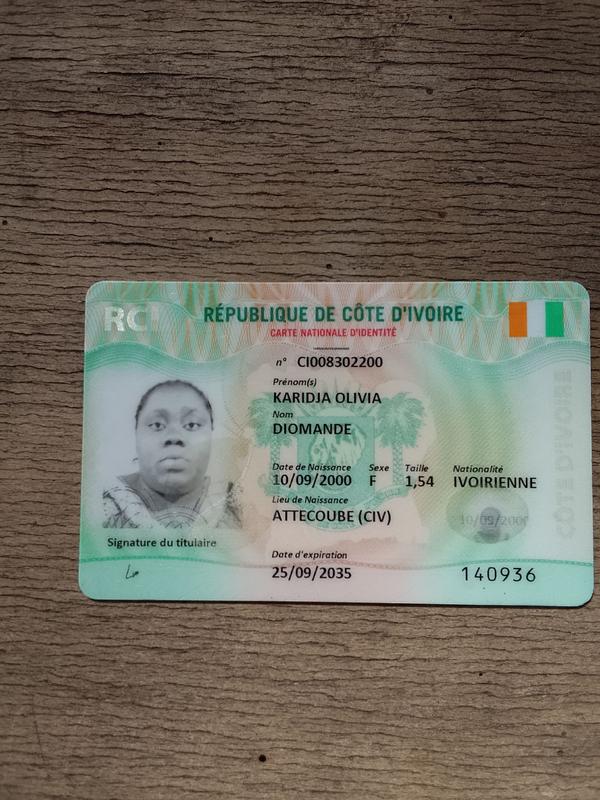 RCI
RÉPUBLIQUE DE CÔTE D'IVOIRE
CARTE NATIONALE D'IDENTITÉ
n° CI008302200
Prénom(s)
KARIDJA OLIVIA
Nom
DIOMANDE
Date de Naissance Sexe Taille Nationalité
10/09/2000 F 1,54 IVOIRIENNE
Lieu de Naissance
ATTECOUBE (CIV)
10/09/2000
CÔTE D'IVOIRE
Signature du titulaire
Date d'expiration
25/09/2035
140936